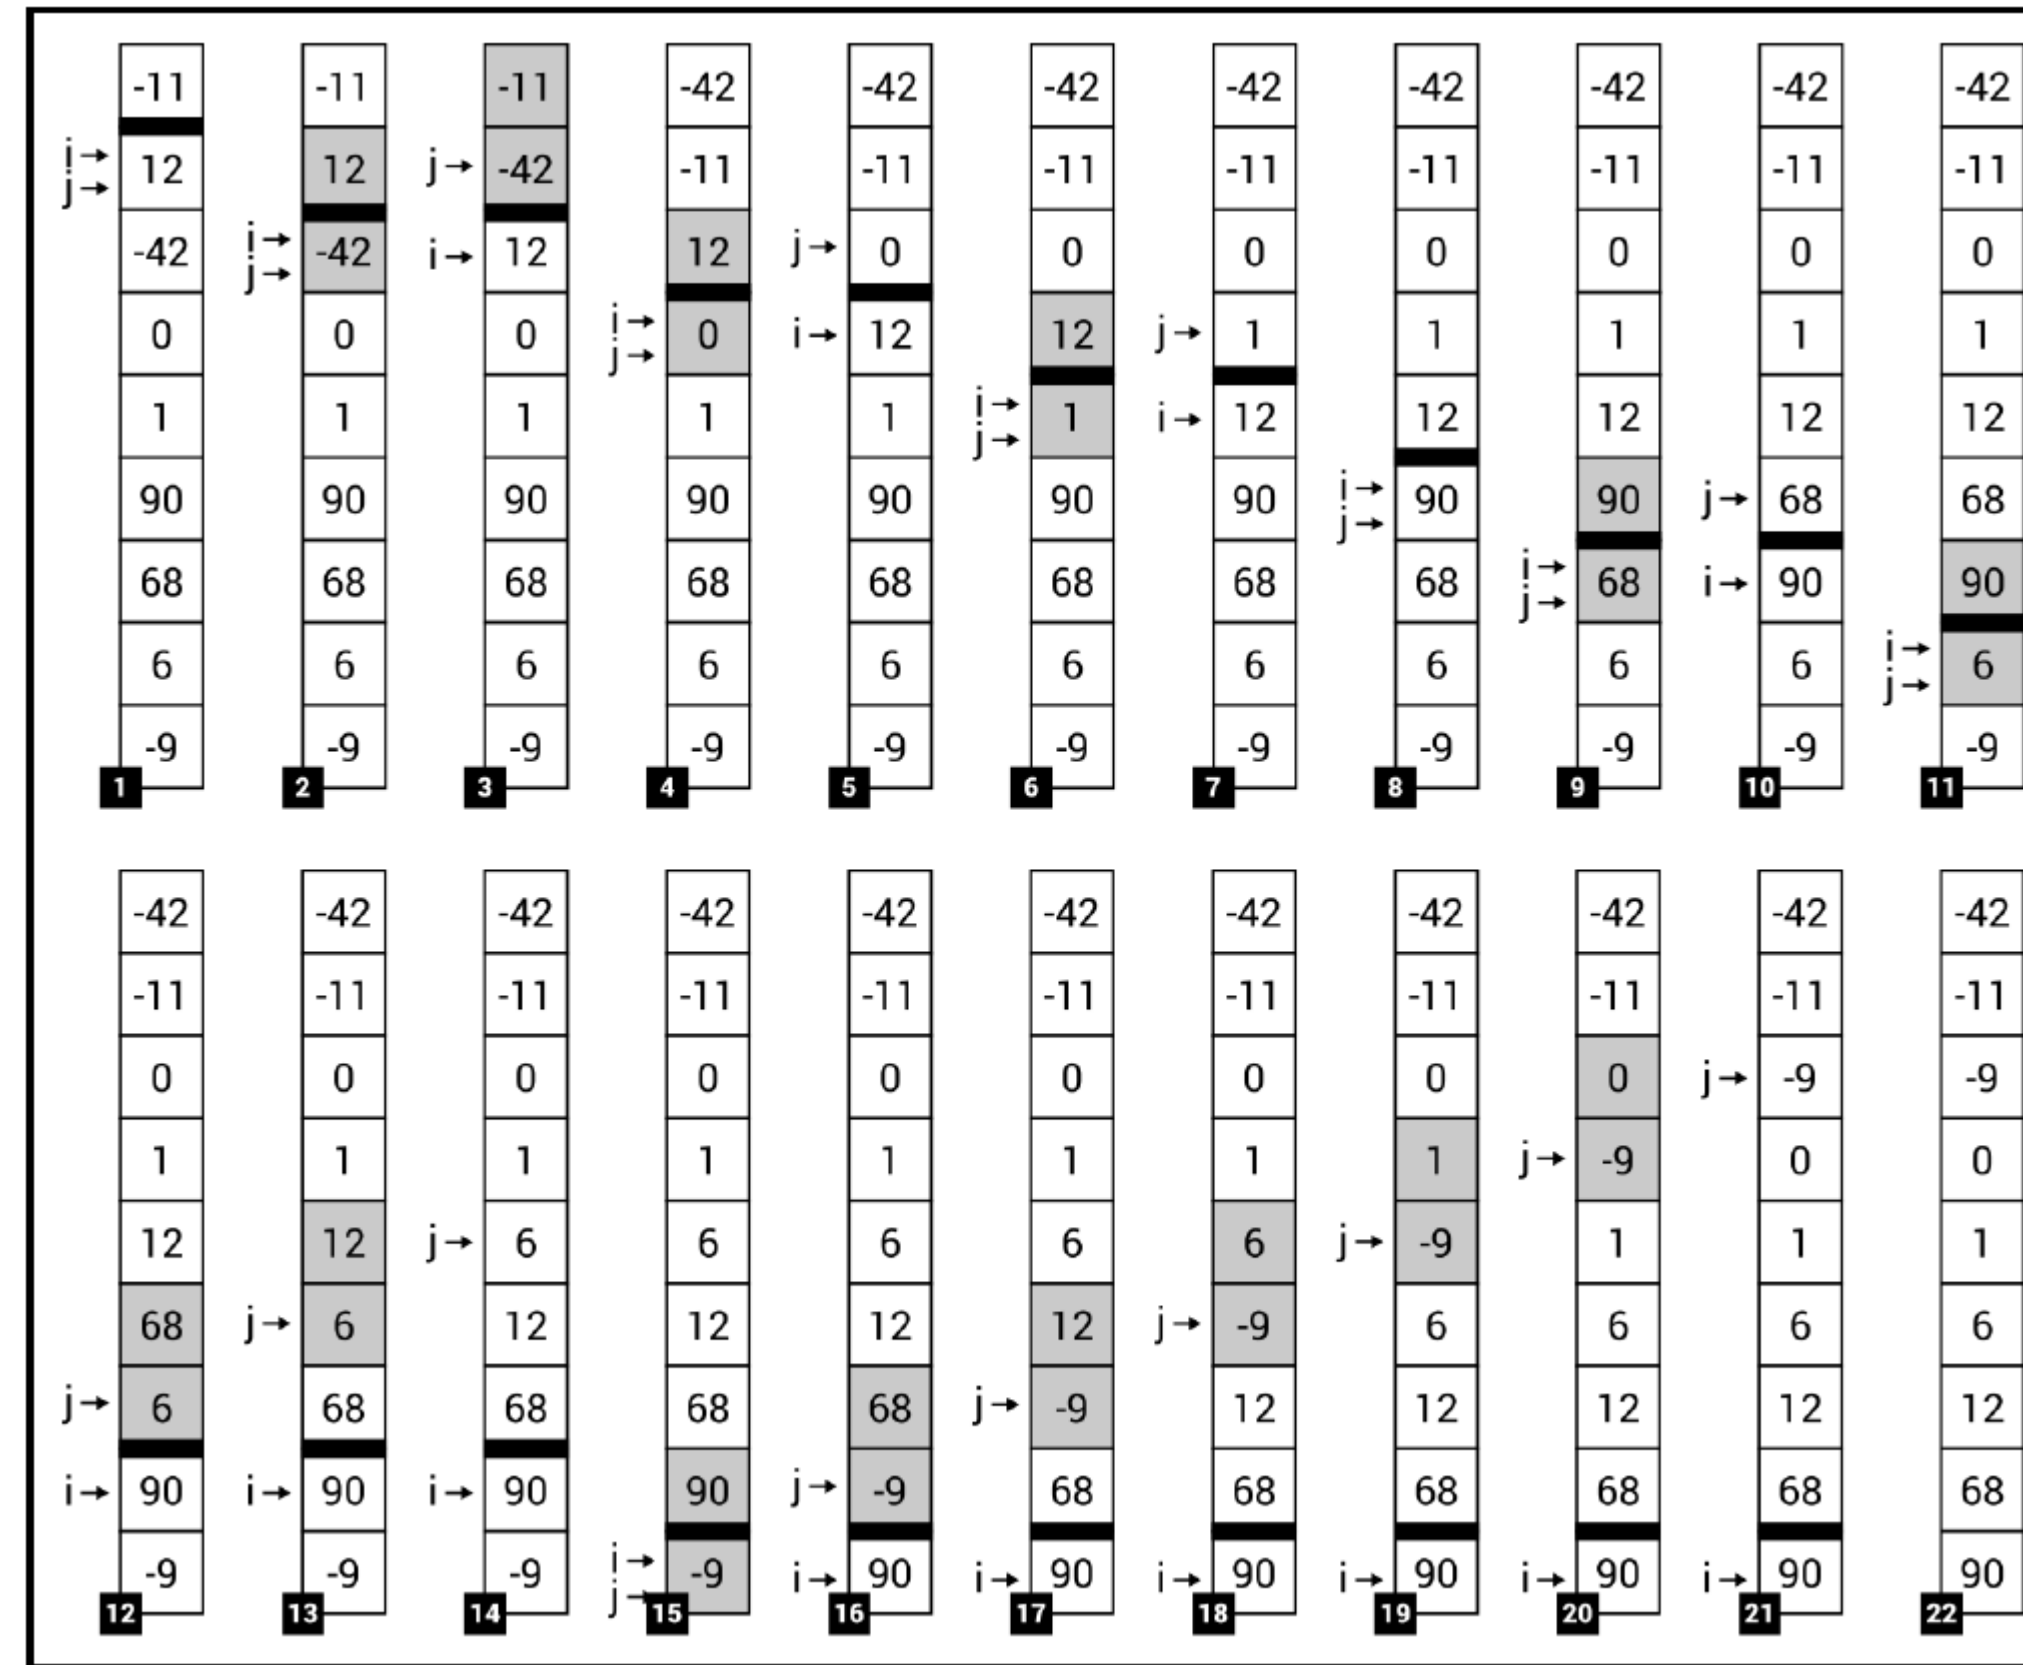 -11 -11 -11 -42 -42 -42 -42 -42 -42 -42 -42
i→ 12 12 j→ -42 -11 -11 -11 -11 -11 -11 -11 -11
j→
-42 i→ -42 i→ 12 12 j→ 0 0 0 0 0 0 0
j→
0 0 0 i→ 0 i→ 12 12 j→ 1 1 1 1 1
j→
1 1 1 1 1 i→ 1 i→ 12 12 12 12 12
j→
90 90 90 90 90 90 90 i→ 90 90 j→ 68 68
j→
68 68 68 68 68 68 68 68 i→ 68 i→ 90 90
j→
6 6 6 6 6 6 6 6 6 6 i→ 6
j→
-9 -9 -9 -9 -9 -9 -9 -9 -9 -9 -9
1 2 3 4 5 6 7 8 9 10 11
-42 -42 -42 -42 -42 -42 -42 -42 -42 -42 -42
-11 -11 -11 -11 -11 -11 -11 -11 -11 -11 -11
0 0 0 0 0 0 0 0 0 j→ -9 -9
1 1 1 1 1 1 1 1 j→ -9 0 0
12 12 j→ 6 6 6 6 6 j→ -9 1 1 1
68 j→ 6 12 12 12 12 j→ -9 6 6 6 6
j→ 6 68 68 68 68 j→ -9 12 12 12 12 12
i→ 90 i→ 90 i→ 90 90 j→ -9 68 68 68 68 68 68
-9 -9 -9 i→ -9 i→ 90 i→ 90 i→ 90 i→ 90 i→ 90 i→ 90 90
j→
12 13 14 15 16 17 18 19 20 21 22